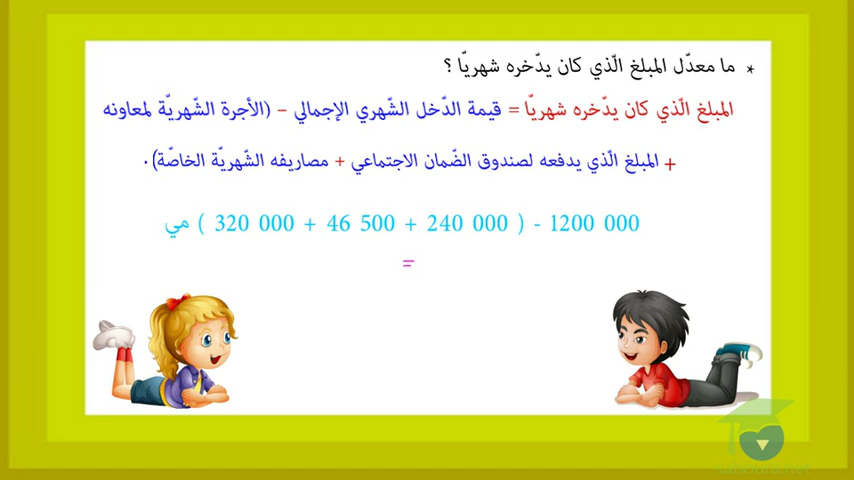 * ما معدّل المبلغ الّذي كان يدّخره شهريّا ؟
المبلغ الّذي كان يدّخره شهريّا = قيمة الدّخل الشّهري الإجمالي – (الأجرة الشّهريّة لمعاونه
+ المبلغ الّذي يدفعه لصندوق الضّمان الاجتماعي + مصاريفه الشّهريّة الخاصّة).
مي ( 320 000 + 46 500 + 240 000 ) - 1200 000
=